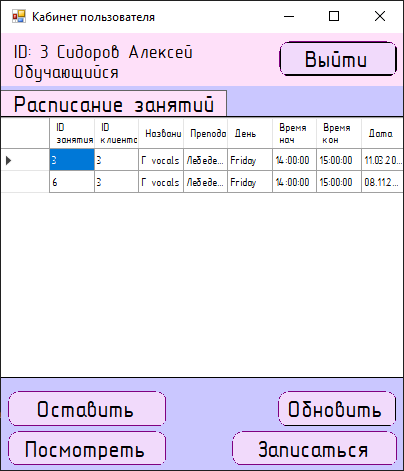 Кабинет пользователя
ID: 3 Сидоров Алексей
Обучающийся
Выйти
Расписание занятий
ID занятия ID клиента Названи Препода День Время нач Время кон Дата
3 3 Г vocals Лебеде... Friday 14:00:00 15:00:00 11.03.20...
6 3 Г vocals Лебеде... Friday 14:00:00 15:00:00 08.11.2...
Оставить Обновить
Посмотреть Записаться